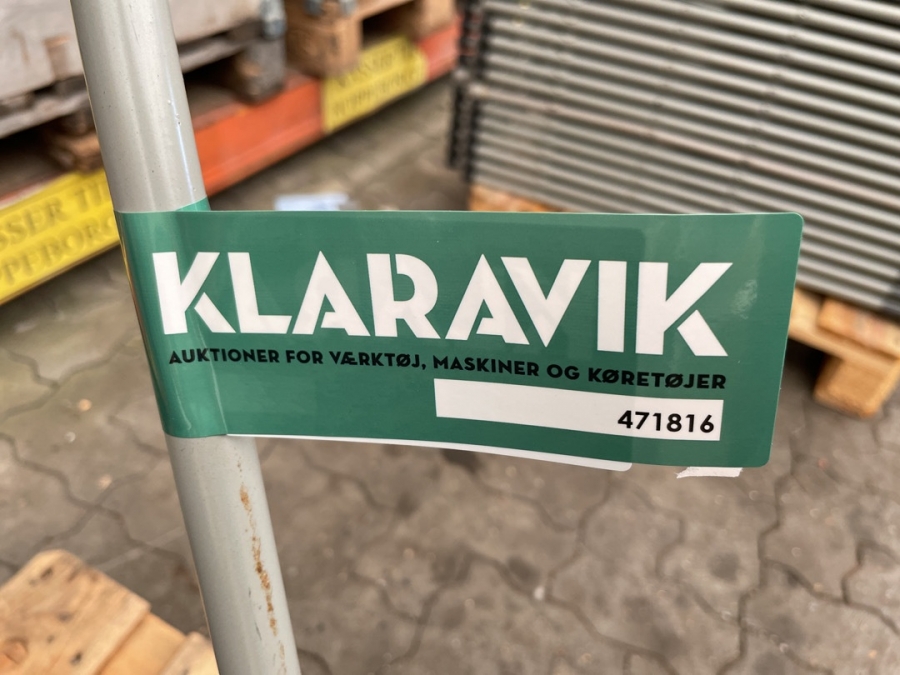 KLARAVIK
AUKTIONER FOR VÆRKTØJ, MASKINER OG KØRETØJER
471816